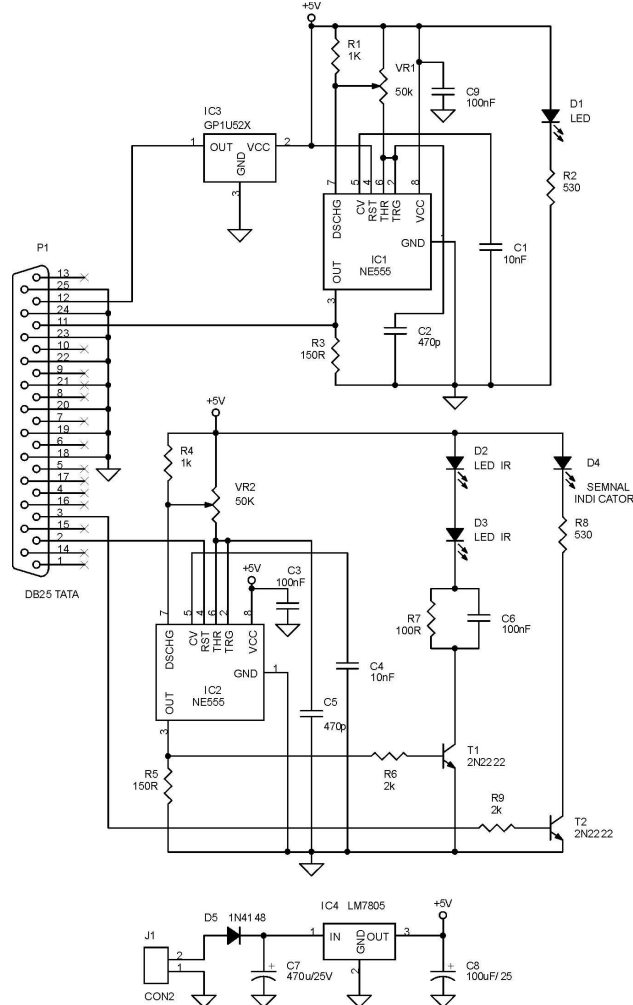 +5V
R1
1K
VR1
50k
C9
100nF
D1
LED
IC3
GP1U52X
1
OUT
VCC
2
GND
3
R2
530
7
5
4
6
2
8
DSCHG
CV
RST
THR
TRG
VCC
GND
1
IC1
NE555
OUT
3
C1
10nF
R3
150R
C2
470p
P1
13
25
12
24
11
23
10
22
9
21
8
20
7
19
6
18
5
17
4
16
3
15
2
14
1
DB25 TATA
+5V
R4
1k
VR2
50K
D2
LED IR
D4
SEMNAL
INDICATOR
D3
LED IR
R8
530
+5V
C3
100nF
7
5
4
6
2
8
DSCHG
CV
RST
THR
TRG
VCC
GND
1
IC2
NE555
OUT
3
R7
100R
C6
100nF
C4
10nF
C5
470p
R5
150R
R6
2k
T1
2N2222
R9
2k
T2
2N2222
J1
2
1
CON2
D5 1N4148
IC4 LM7805
1
IN
GND
OUT
3
2
+5V
+
C7
470u/25V
+
C8
100uF/25